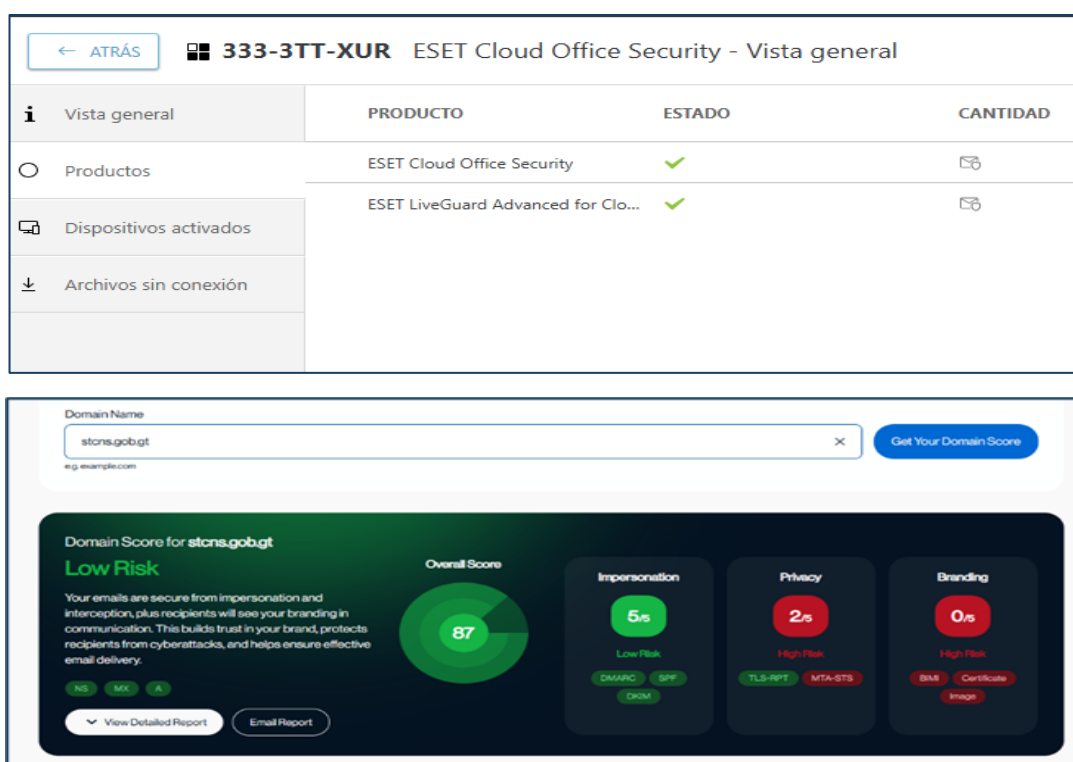 ← ATRÁS 333-3TT-XUR ESET Cloud Office Security - Vista general
Vista general
Productos
Dispositivos activados
Archivos sin conexión
PRODUCTO ESTADO CANTIDAD
ESET Cloud Office Security
ESET LiveGuard Advanced for Clo...
Domain Name
stcns.gob.gt Get Your Domain Score
e.g. example.com
Domain Score for stcns.gob.gt
Low Risk
Your emails are secure from impersonation and
interception, plus recipients will see your branding in
communication. This builds trust in your brand, protects
recipients from cyberattacks, and helps ensure effective
email delivery.
NS MX A
View Detailed Report Email Report
Overall Score
87
Impersonation
5/5
Low Risk
DMARC SPF
DKIM
Privacy
2/5
High Risk
TLS-RPT MTA-STS
Branding
0/5
High Risk
BIMI Certificate
Image